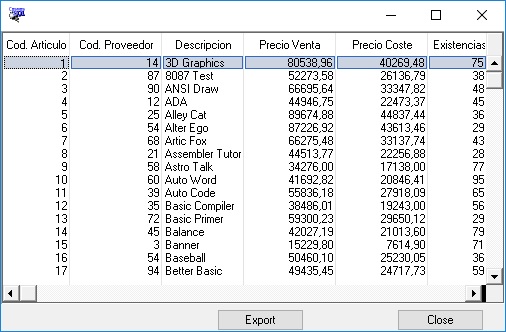 Cod. Articulo Cod. Proveedor Descripcion Precio Venta Precio Coste Existencias
1 14 3D Graphics 80538,96 40269,48 75
2 87 8087 Test 52273,58 26136,79 38
3 90 ANSI Draw 66695,64 33347,82 48
4 12 ADA 44946,75 22473,37 45
5 25 Alley Cat 89674,88 44837,44 36
6 54 Alter Ego 87226,92 43613,46 29
7 68 Artic Fox 66275,48 33137,74 43
8 21 Assembler Tutor 44513,77 22256,88 28
9 58 Astro Talk 34276,00 17138,00 77
10 60 Auto Word 41692,82 20846,41 95
11 39 Auto Code 55836,18 27918,09 65
12 35 Basic Compiler 38486,01 19243,00 56
13 72 Basic Primer 59300,23 29650,12 29
14 45 Balance 42027,19 21013,60 79
15 3 Banner 15229,80 7614,90 71
16 54 Baseball 50460,10 25230,05 36
17 94 Better Basic 49435,45 24717,73 59
Export Close